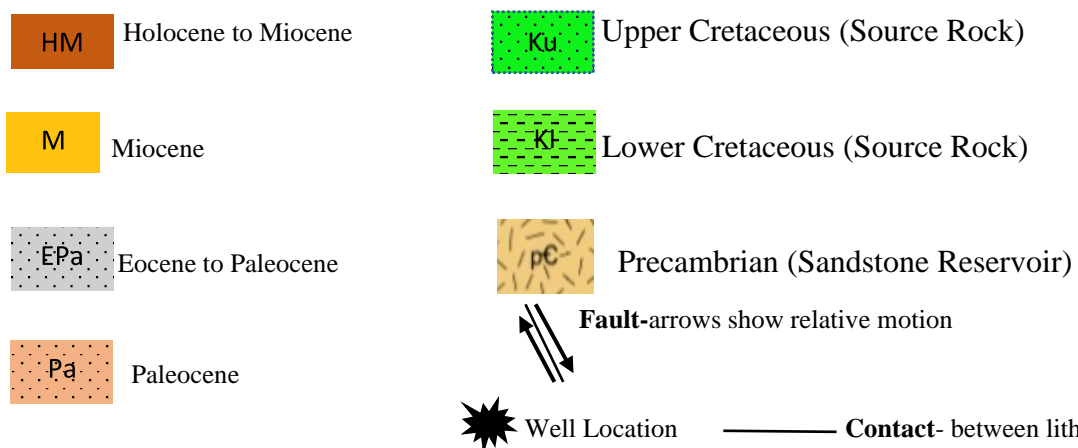 HM Holocene to Miocene
M Miocene
EPa Eocene to Paleocene
Pa Paleocene
Ku Upper Cretaceous (Source Rock)
Kl Lower Cretaceous (Source Rock)
p€ Precambrian (Sandstone Reservoir)
Fault-arrows show relative motion
Well Location
Contact- between lith